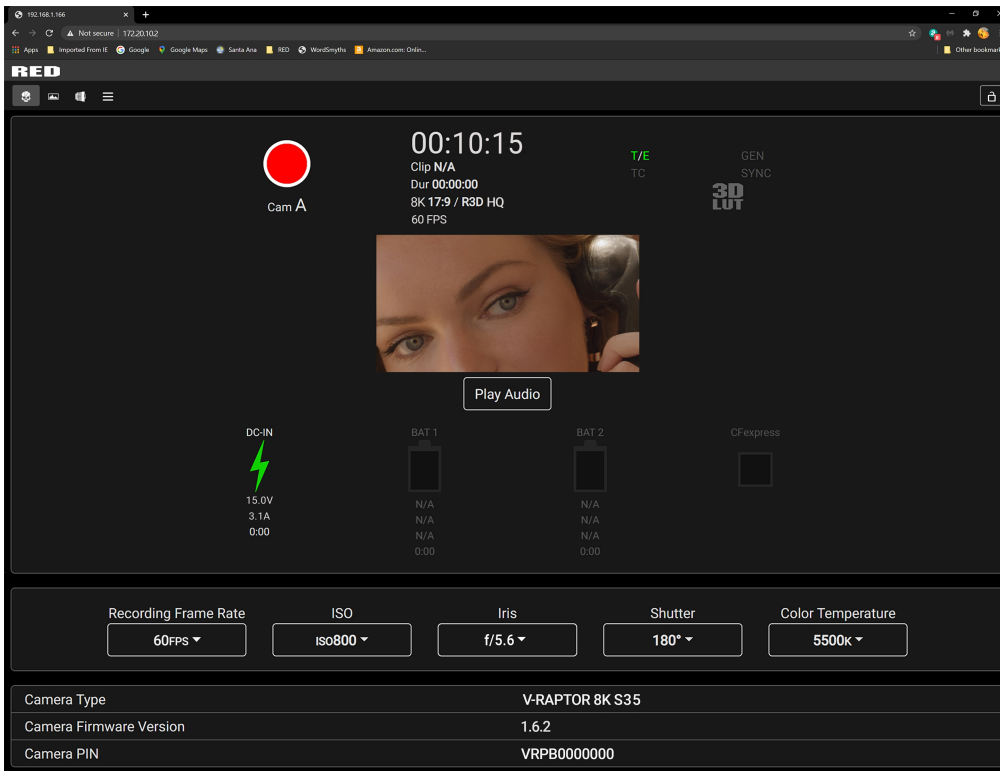 192.168.1.166
Not secure | 172.20.10.2
Apps Imported From IE Google Google Maps Santa Ana RED WordSmyths Amazon.com: Onlin... Other bookmark
RED
00:10:15
Clip N/A
Dur 00:00:00
8K 17:9 / R3D HQ
60 FPS
Cam A
T/E
TC
GEN
SYNC
3D
LUT
Play Audio
DC-IN BAT 1 BAT 2 CFexpress
15.0V N/A N/A
3.1A N/A N/A
0:00 N/A N/A
0:00 0:00
Recording Frame Rate ISO Iris Shutter Color Temperature
60FPS ISO800 f/5.6 180° 5500K
Camera Type V-RAPTOR 8K S35
Camera Firmware Version 1.6.2
Camera PIN VRPB0000000